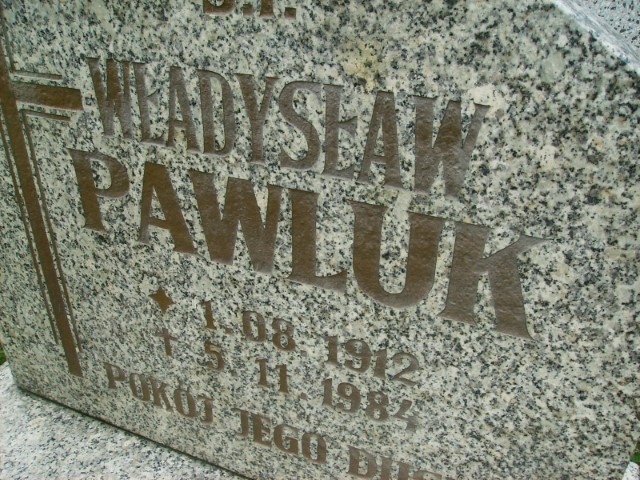 Ś.P.
WŁADYSŁAW
PAWLUK
1. 08. 1912
5. 11. 1984
POKÓJ JEGO